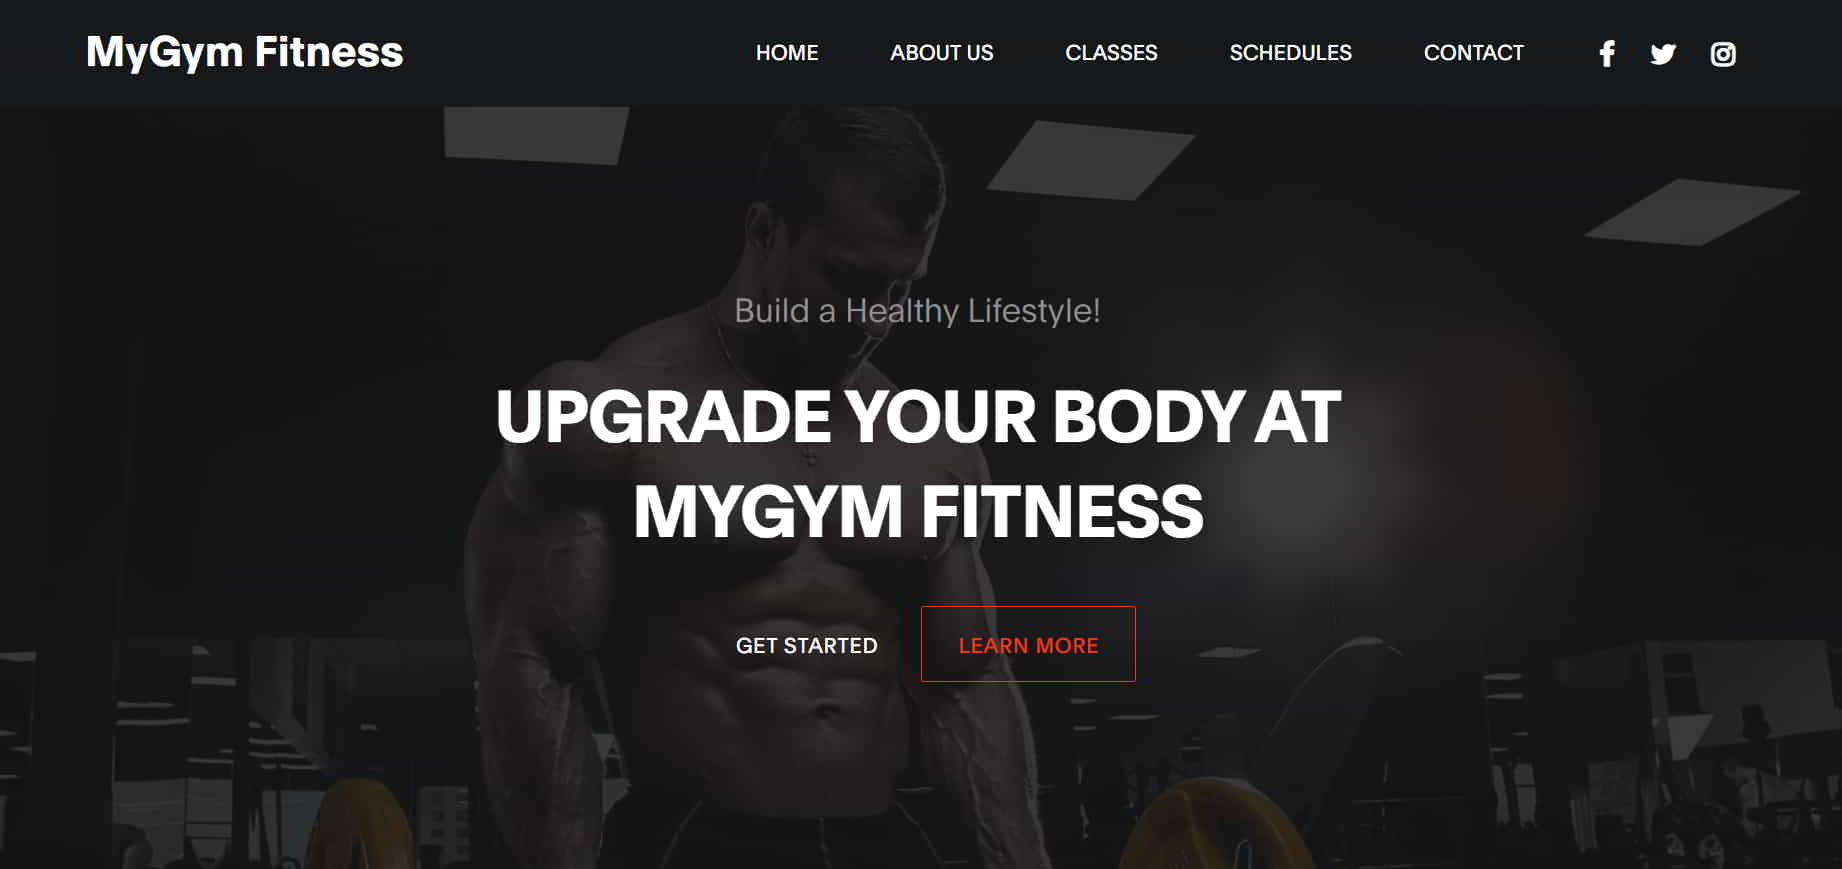 MyGym Fitness
HOME ABOUT US CLASSES SCHEDULES CONTACT
Build a Healthy Lifestyle!
UPGRADE YOUR BODY AT
MYGYM FITNESS
GET STARTED LEARN MORE